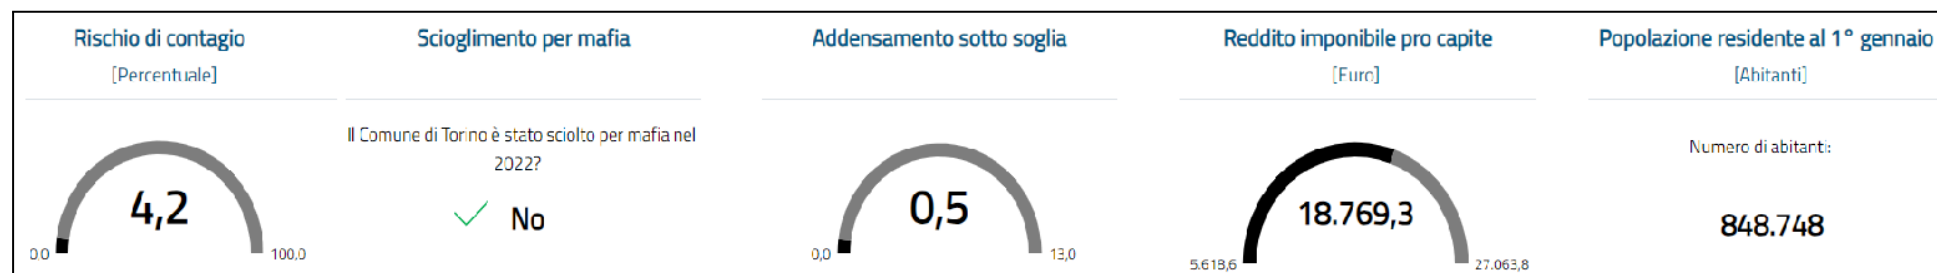 Rischio di contagio
[Percentuale]
4,2
0,0
100,0
Scioglimento per mafia
Il Comune di Torino è stato sciolto per mafia nel
2022?
No
Addensamento sotto soglia
0,5
0,0
13,0
Reddito imponibile pro capite
[Euro]
18.769,3
5.618,6
27.063,8
Popolazione residente al 1° gennaio
[Abitanti]
Numero di abitanti:
848.748